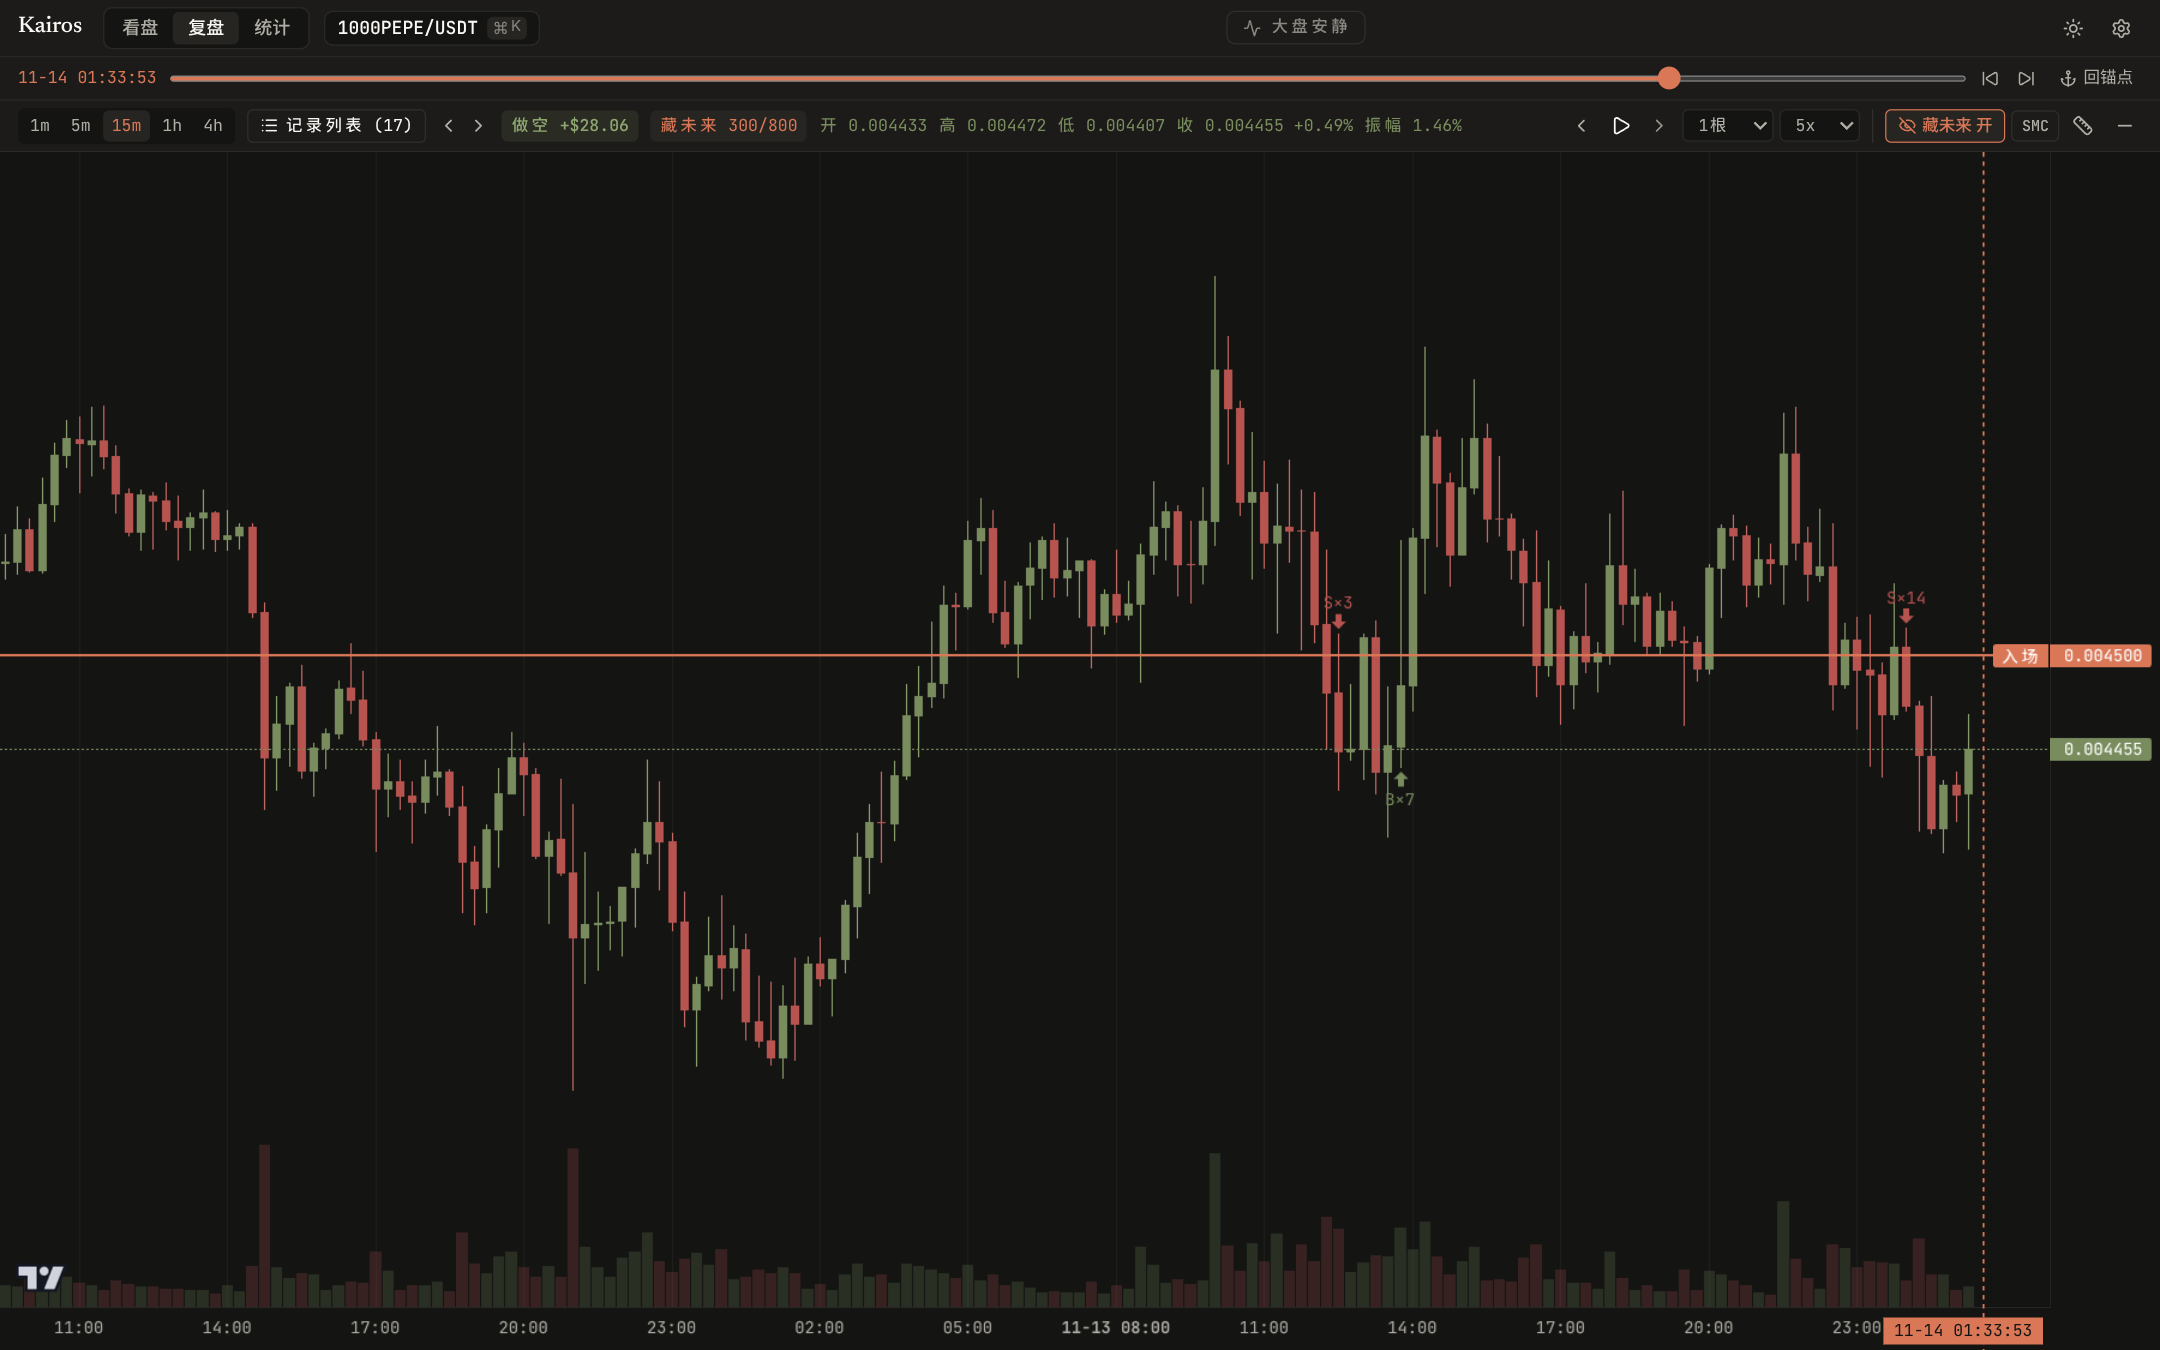 Kairos 看盘 复盘 统计 1000PEPE/USDT ⌘K 大盘安静
11-14 01:33:53 回锚点
1m 5m 15m 1h 4h 记录列表 (17) 做空 +$28.06 藏未来 300/800 开 0.004433 高 0.004472 低 0.004407 收 0.004455 +0.49% 振幅 1.46% 1根 5x 藏未来 开 SMC
S×3
S×14
入场 0.004500
0.004455
B×7
11:00 14:00 17:00 20:00 23:00 02:00 05:00 11-13 08:00 11:00 14:00 17:00 20:00 23:00 11-14 01:33:53